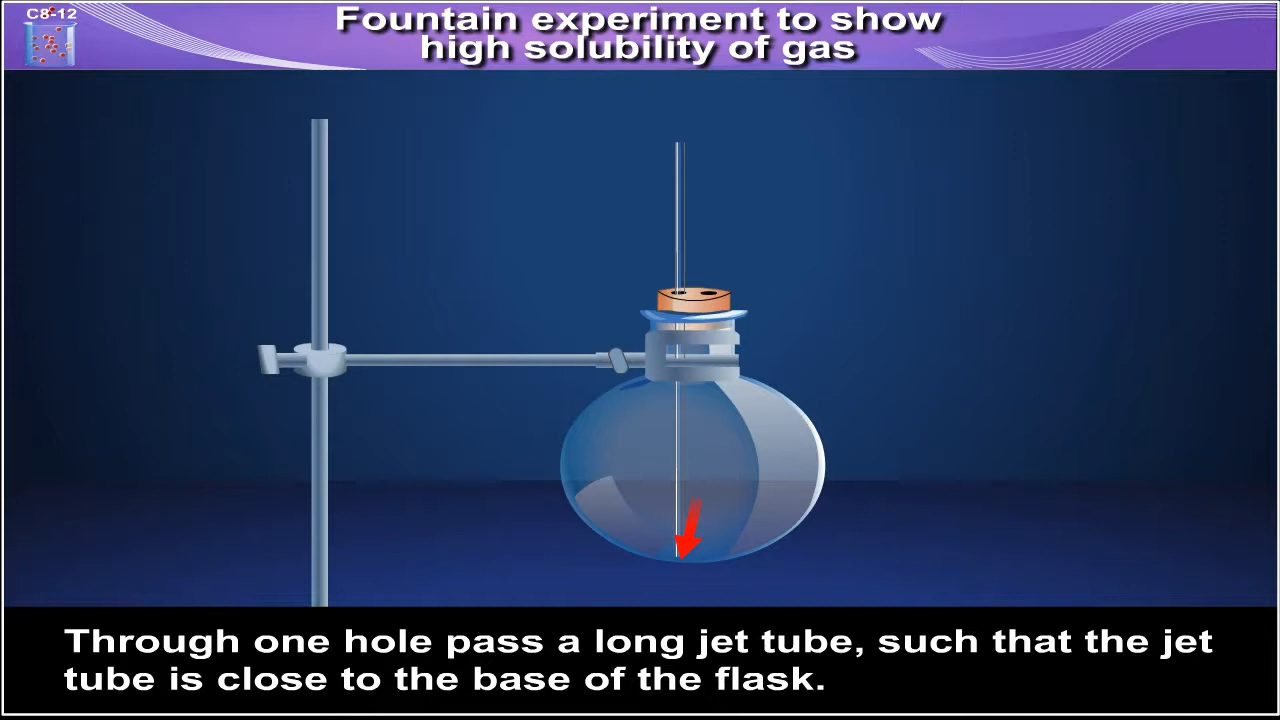 C8-12
Fountain experiment to show
high solubility of gas
Through one hole pass a long jet tube, such that the jet
tube is close to the base of the flask.